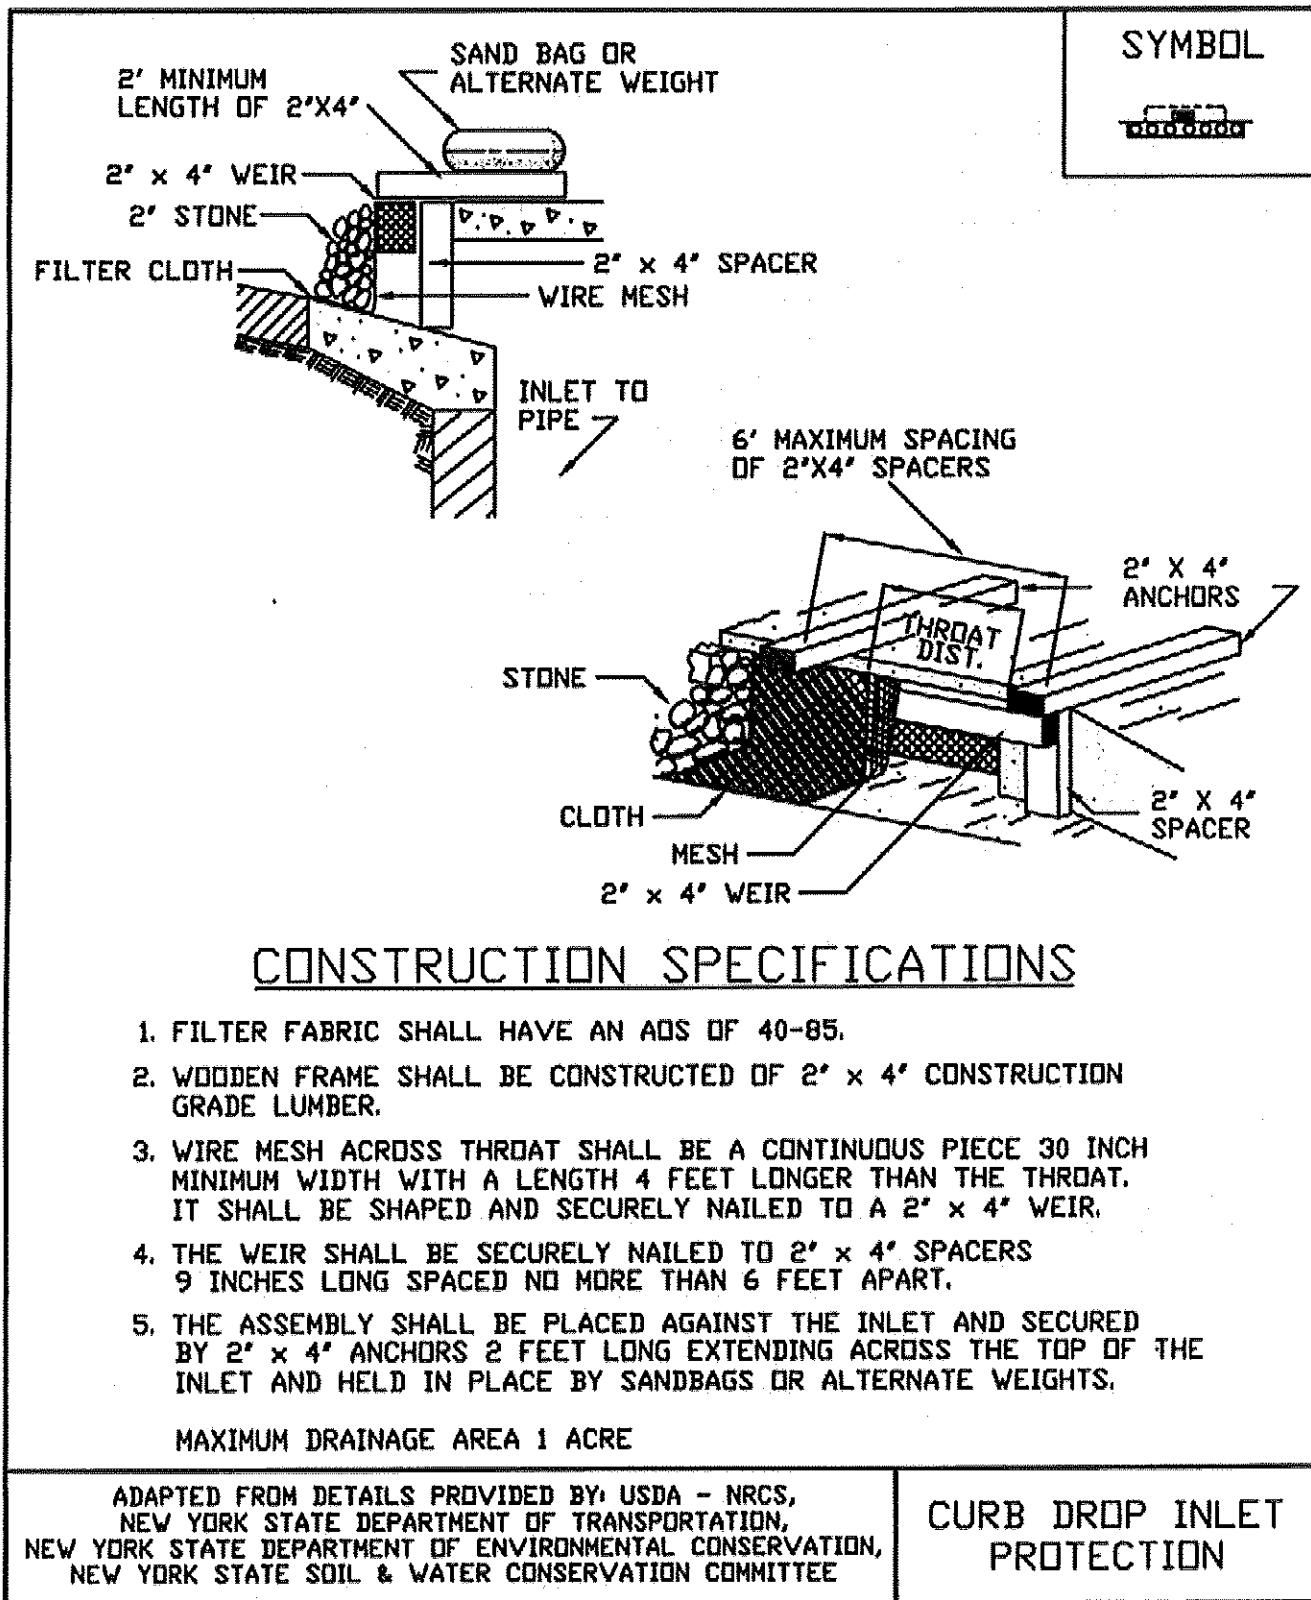 SYMBOL
SAND BAG OR
ALTERNATE WEIGHT
2' MINIMUM
LENGTH OF 2"X4"
2" x 4" WEIR
2" STONE
FILTER CLOTH
2" x 4" SPACER
WIRE MESH
INLET TO
PIPE
6' MAXIMUM SPACING
OF 2"X4" SPACERS
2" X 4"
ANCHORS
THROAT
DIST.
STONE
CLOTH
2" X 4"
SPACER
MESH
2" x 4" WEIR
CONSTRUCTION SPECIFICATIONS
1. FILTER FABRIC SHALL HAVE AN AOS OF 40-85.
2. WOODEN FRAME SHALL BE CONSTRUCTED OF 2" x 4" CONSTRUCTION
GRADE LUMBER.
3. WIRE MESH ACROSS THROAT SHALL BE A CONTINUOUS PIECE 30 INCH
MINIMUM WIDTH WITH A LENGTH 4 FEET LONGER THAN THE THROAT.
IT SHALL BE SHAPED AND SECURELY NAILED TO A 2" x 4" WEIR.
4. THE WEIR SHALL BE SECURELY NAILED TO 2" x 4" SPACERS
9 INCHES LONG SPACED NO MORE THAN 6 FEET APART.
5. THE ASSEMBLY SHALL BE PLACED AGAINST THE INLET AND SECURED
BY 2" x 4" ANCHORS 2 FEET LONG EXTENDING ACROSS THE TOP OF THE
INLET AND HELD IN PLACE BY SANDBAGS OR ALTERNATE WEIGHTS.
MAXIMUM DRAINAGE AREA 1 ACRE
ADAPTED FROM DETAILS PROVIDED BY: USDA - NRCS,
NEW YORK STATE DEPARTMENT OF TRANSPORTATION,
NEW YORK STATE DEPARTMENT OF ENVIRONMENTAL CONSERVATION,
NEW YORK STATE SOIL & WATER CONSERVATION COMMITTEE
CURB DROP INLET
PROTECTION